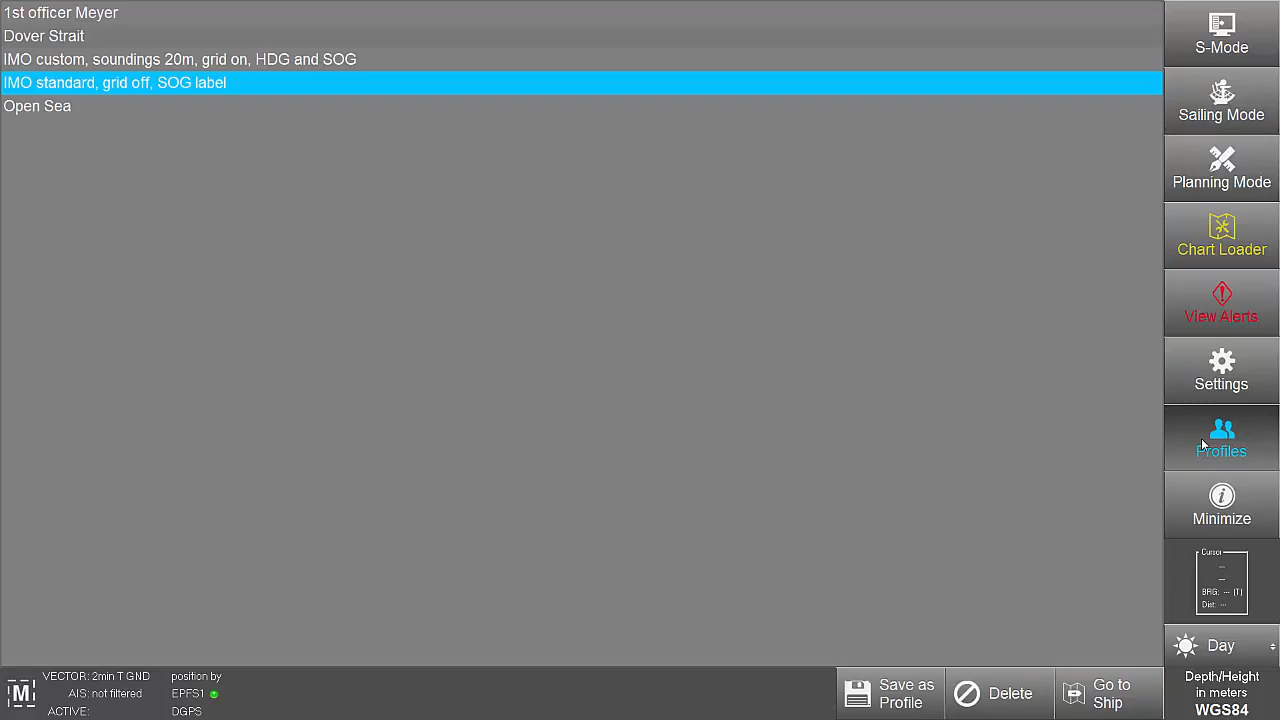 1st officer Meyer
Dover Strait
IMO custom, soundings 20m, grid on, HDG and SOG
IMO standard, grid off, SOG label
Open Sea
S-Mode
Sailing Mode
Planning Mode
Chart Loader
View Alerts
Settings
Profiles
Minimize
Cursor
--
--
BRG: -- (T)
Dist: --
Day
Depth/Height
in meters
WGS84
M
VECTOR: 2min T GND
AIS: not filtered
ACTIVE:
position by
EPFS1
DGPS
Save as
Profile
Delete
Go to
Ship